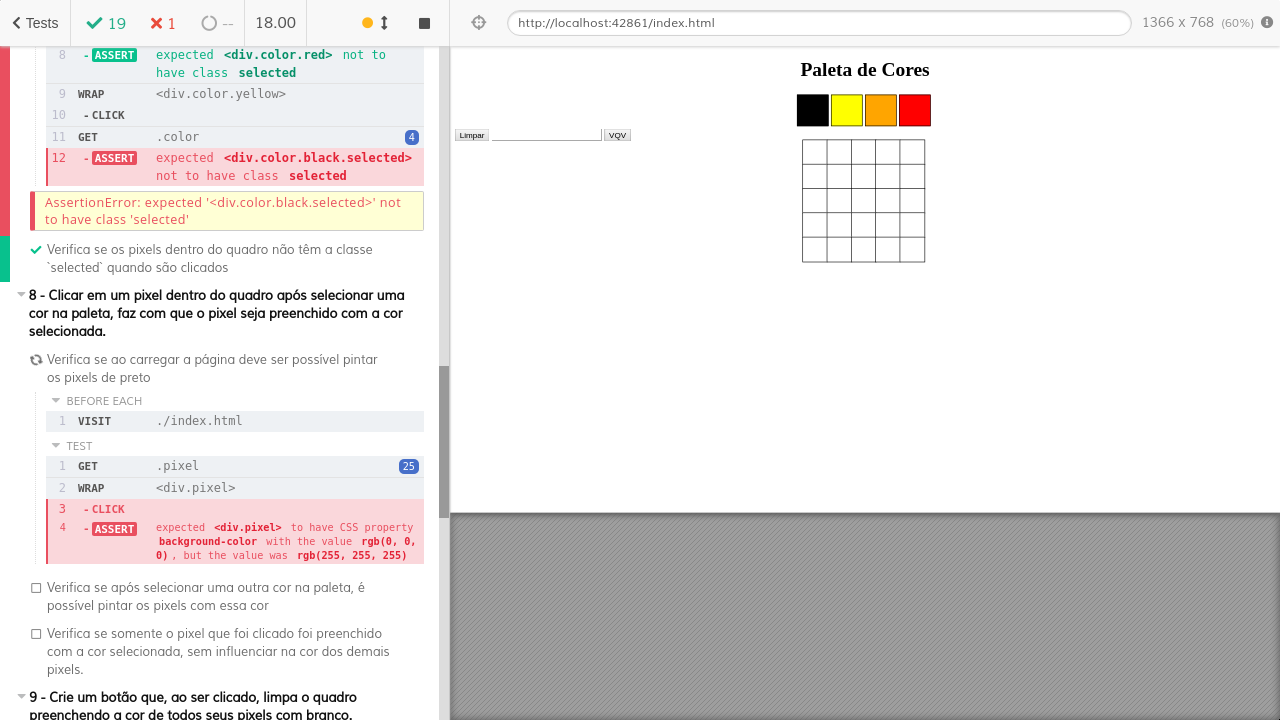 Tests
19
1
--
18.00
http://localhost:42861/index.html
1366 x 768 (60%)
8 - ASSERT expected <div.color.red> not to
have class selected
9 WRAP <div.color.yellow>
10 - CLICK
11 GET .color 4
12 - ASSERT expected <div.color.black.selected>
not to have class selected
AssertionError: expected '<div.color.black.selected>' not
to have class 'selected'
Verifica se os pixels dentro do quadro não têm a classe
`selected` quando são clicados
8 - Clicar em um pixel dentro do quadro após selecionar uma
cor na paleta, faz com que o pixel seja preenchido com a cor
selecionada.
Verifica se ao carregar a página deve ser possível pintar
os pixels de preto
BEFORE EACH
1 VISIT ./index.html
TEST
1 GET .pixel 25
2 WRAP <div.pixel>
3 - CLICK
4 - ASSERT expected <div.pixel> to have CSS property
background-color with the value rgb(0, 0,
0), but the value was rgb(255, 255, 255)
Verifica se após selecionar uma outra cor na paleta, é
possível pintar os pixels com essa cor
Verifica se somente o pixel que foi clicado foi preenchido
com a cor selecionada, sem influenciar na cor dos demais
pixels.
9 - Crie um botão que, ao ser clicado, limpa o quadro
preenchendo a cor de todos seus pixels com branco.
Paleta de Cores
Limpar
VQV